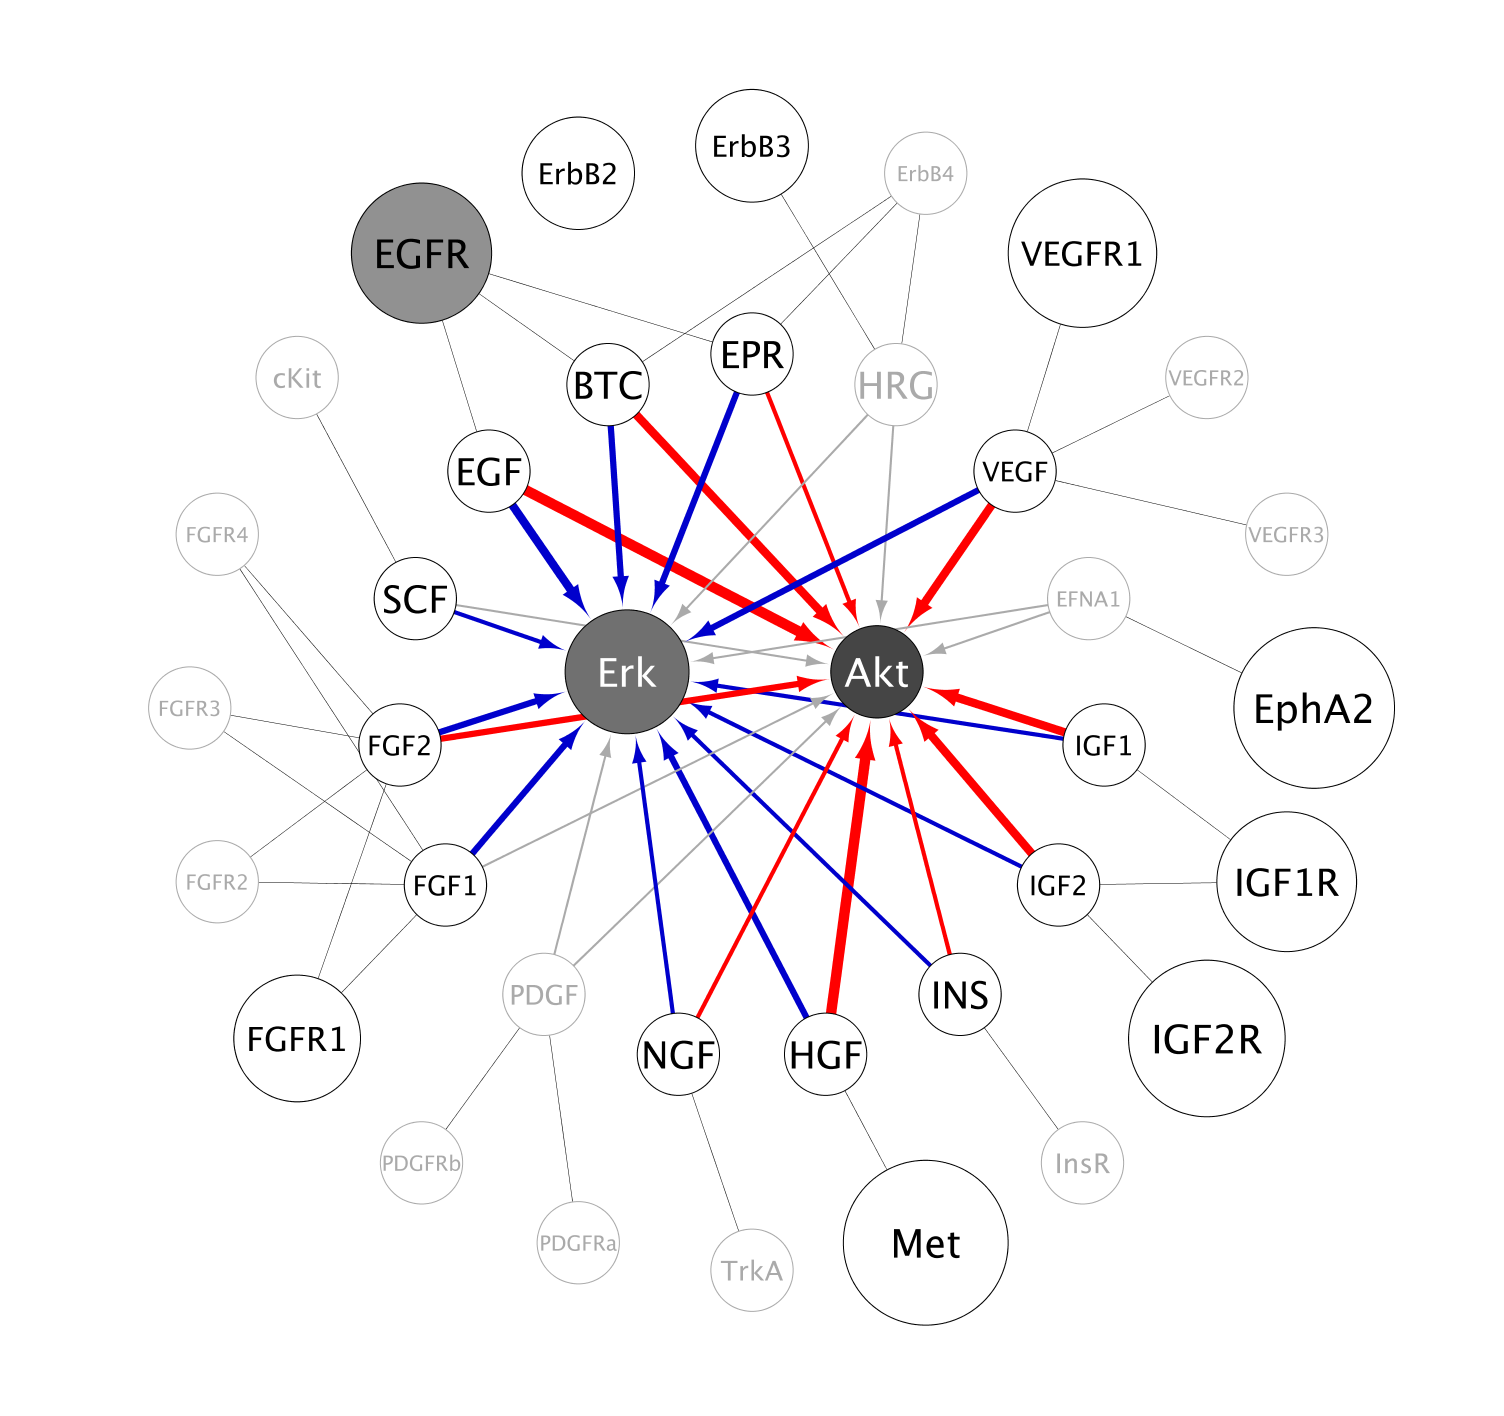 ErbB3
ErbB2
ErbB4
EGFR
VEGFR1
EPR
cKit
BTC
HRG
VEGFR2
EGF
VEGF
FGFR4
VEGFR3
SCF
EFNA1
Erk
Akt
FGFR3
EphA2
FGF2
IGF1
FGFR2
FGF1
IGF2
IGF1R
PDGF
INS
FGFR1
IGF2R
NGF
HGF
PDGFRb
InsR
PDGFRa
Met
TrkA